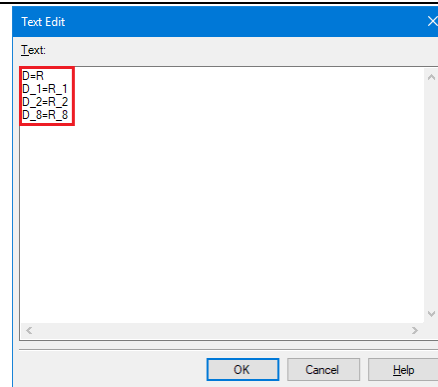 Text Edit
Text:
D=R
D_1=R_1
D_2=R_2
D_8=R_8
OK
Cancel
Help